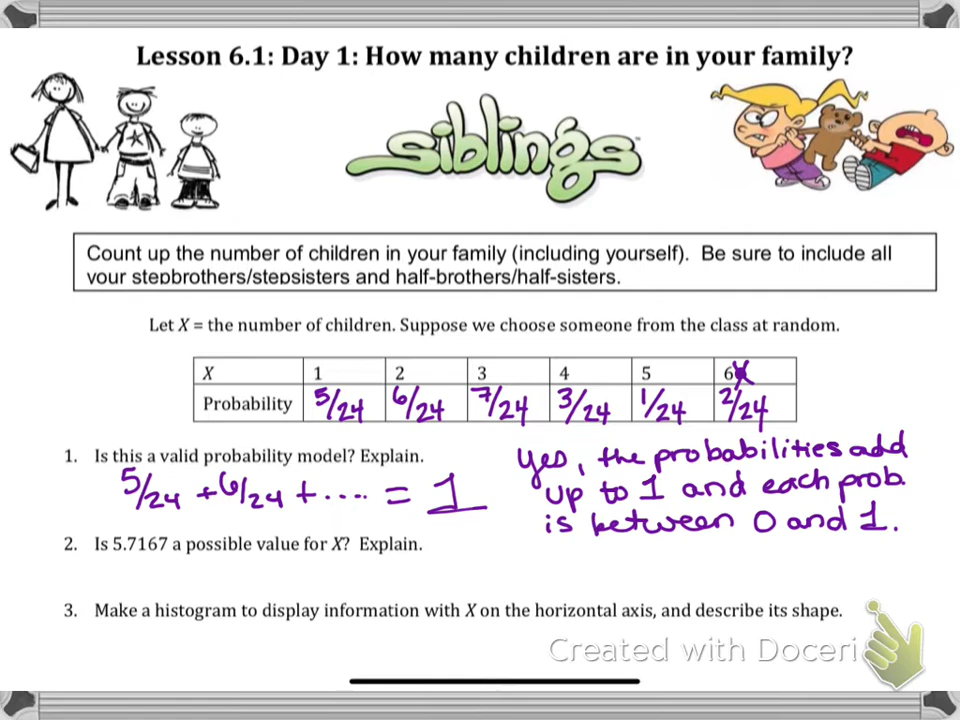 Lesson 6.1: Day 1: How many children are in your family?
siblings™
Count up the number of children in your family (including yourself). Be sure to include all
your stepbrothers/stepsisters and half-brothers/half-sisters.
Let X = the number of children. Suppose we choose someone from the class at random.
X 1 2 3 4 5 6
Probability 5/24 6/24 7/24 3/24 1/24 2/24
1. Is this a valid probability model? Explain.
5/24 + 6/24 + .... = 1
Yes, the probabilities add
up to 1 and each prob.
is between 0 and 1.
2. Is 5.7167 a possible value for X? Explain.
3. Make a histogram to display information with X on the horizontal axis, and describe its shape.
Created with Doceri